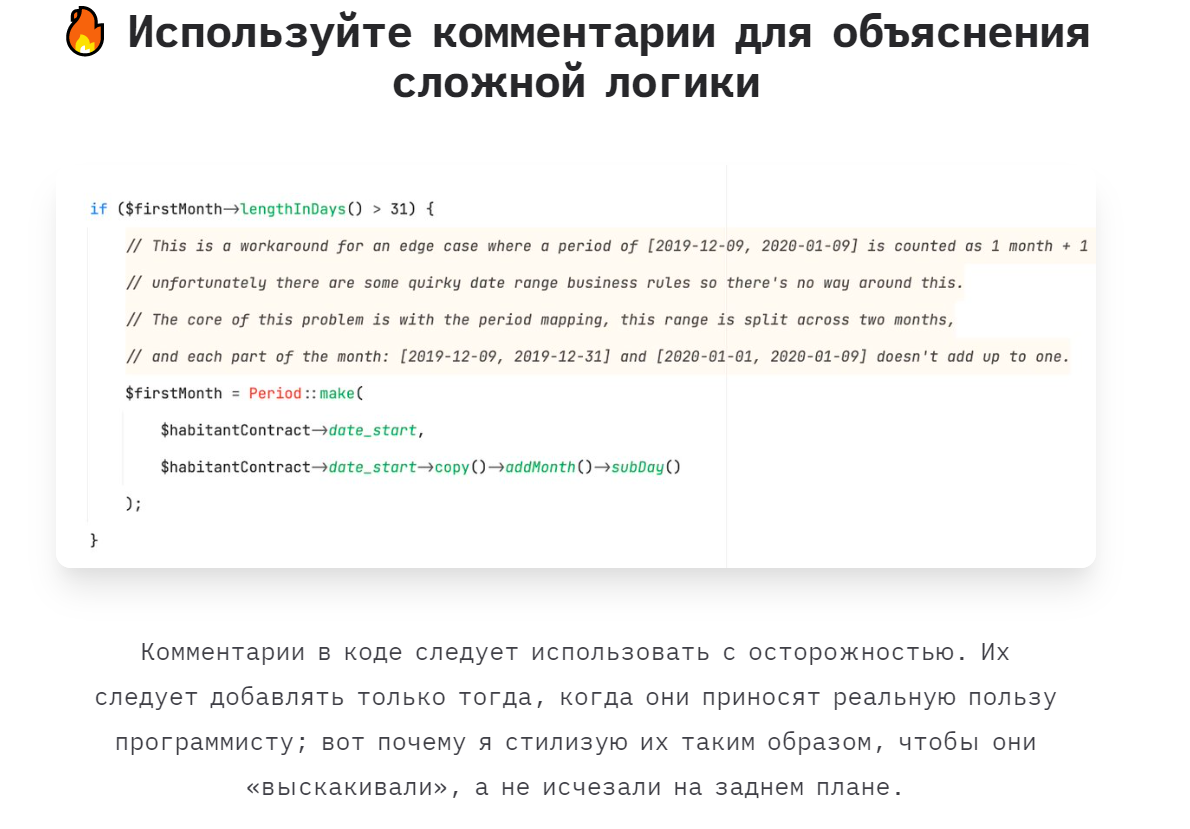 🔥 Используйте комментарии для объяснения
сложной логики
if ($firstMonth->lengthInDays() > 31) {
// This is a workaround for an edge case where a period of [2019-12-09, 2020-01-09] is counted as 1 month + 1
// unfortunately there are some quirky date range business rules so there's no way around this.
// The core of this problem is with the period mapping, this range is split across two months,
// and each part of the month: [2019-12-09, 2019-12-31] and [2020-01-01, 2020-01-09] doesn't add up to one.
$firstMonth = Period::make(
$habitantContract->date_start,
$habitantContract->date_start->copy()->addMonth()->subDay()
);
}
Комментарии в коде следует использовать с осторожностью. Их
следует добавлять только тогда, когда они приносят реальную пользу
программисту; вот почему я стилизую их таким образом, чтобы они
«выскакивали», а не исчезали на заднем плане.